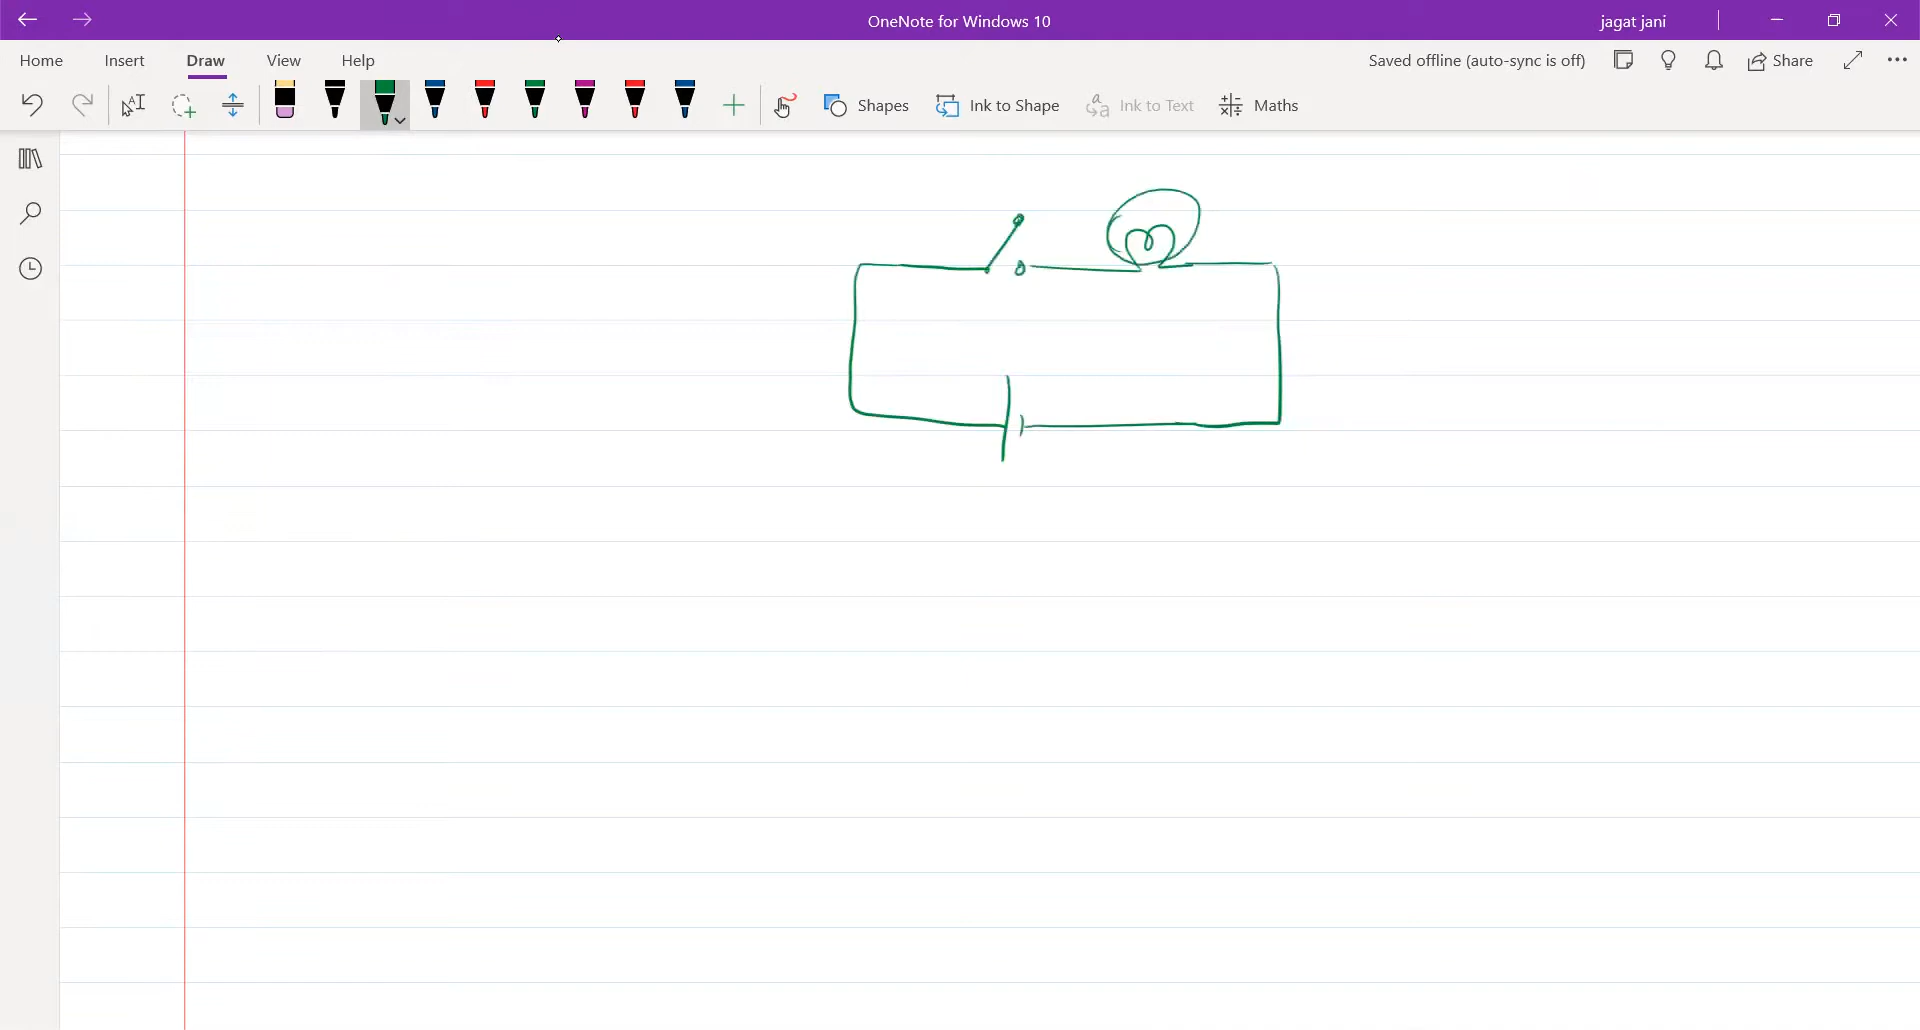 OneNote for Windows 10
jagat jani
Home
Insert
Draw
View
Help
Saved offline (auto-sync is off)
Share
Shapes
Ink to Shape
Ink to Text
Maths